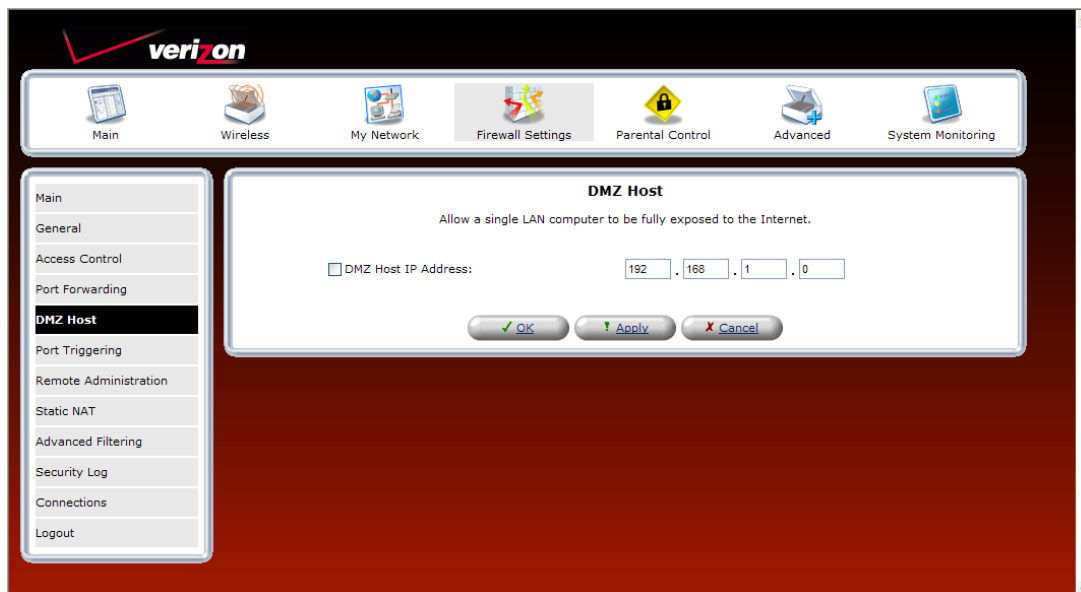 verizon
Main Wireless My Network Firewall Settings Parental Control Advanced System Monitoring
Main
General
Access Control
Port Forwarding
DMZ Host
Port Triggering
Remote Administration
Static NAT
Advanced Filtering
Security Log
Connections
Logout
DMZ Host
Allow a single LAN computer to be fully exposed to the Internet.
DMZ Host IP Address: 192 . 168 . 1 . 0
OK Apply Cancel